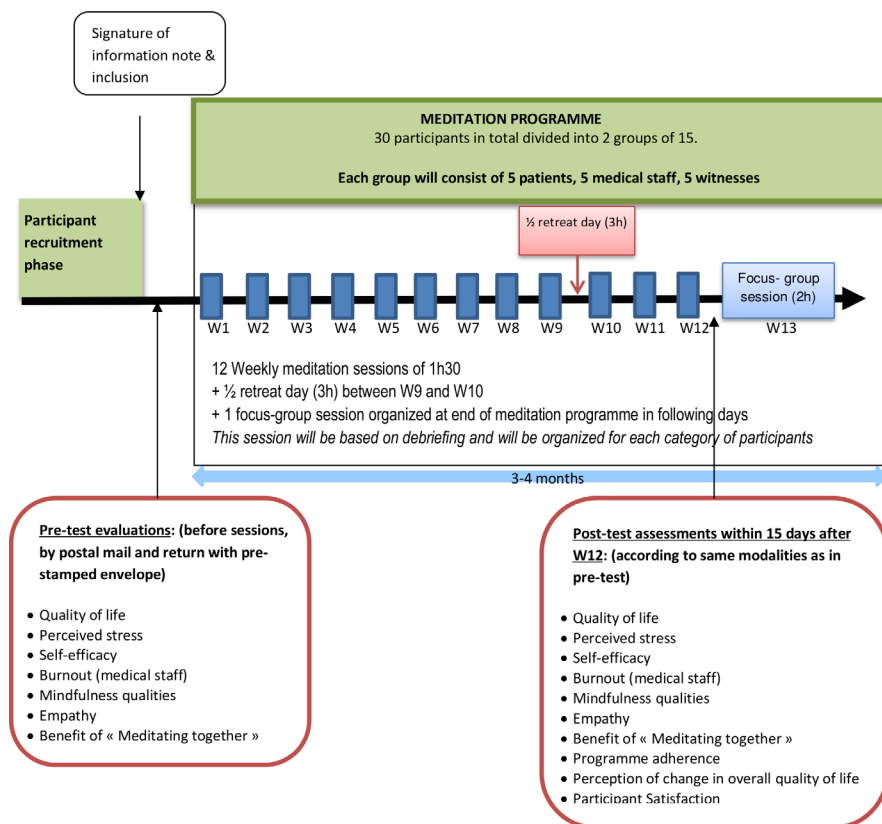 Signature of
information note &
inclusion
MEDITATION PROGRAMME
30 participants in total divided into 2 groups of 15.
Each group will consist of 5 patients, 5 medical staff, 5 witnesses
Participant
recruitment
phase
½ retreat day (3h)
Focus- group
session (2h)
W1 W2 W3 W4 W5 W6 W7 W8 W9 W10 W11 W12 W13
12 Weekly meditation sessions of 1h30
+ ½ retreat day (3h) between W9 and W10
+ 1 focus-group session organized at end of meditation programme in following days
This session will be based on debriefing and will be organized for each category of participants
3-4 months
Pre-test evaluations: (before sessions,
by postal mail and return with pre-
stamped envelope)
• Quality of life
• Perceived stress
• Self-efficacy
• Burnout (medical staff)
• Mindfulness qualities
• Empathy
• Benefit of « Meditating together »
Post-test assessments within 15 days after
W12: (according to same modalities as in
pre-test)
• Quality of life
• Perceived stress
• Self-efficacy
• Burnout (medical staff)
• Mindfulness qualities
• Empathy
• Benefit of « Meditating together »
• Programme adherence
• Perception of change in overall quality of life
• Participant Satisfaction